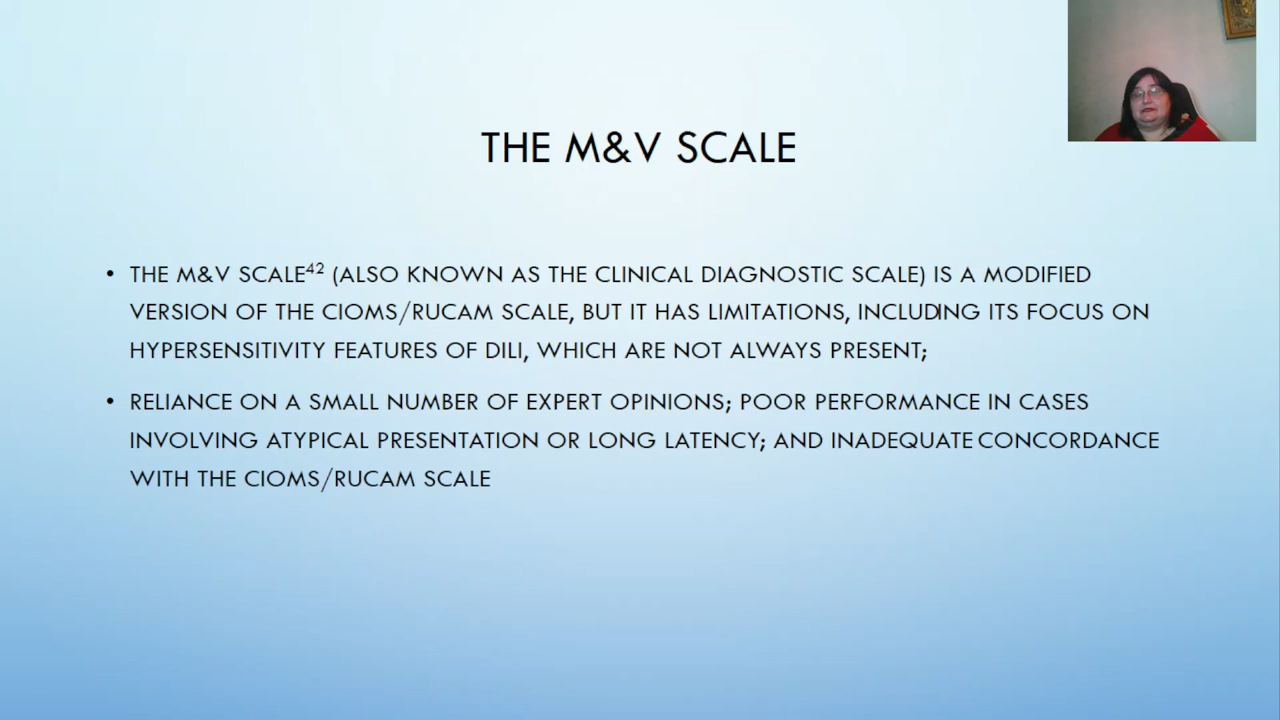 THE M&V SCALE
• THE M&V SCALE⁴² (ALSO KNOWN AS THE CLINICAL DIAGNOSTIC SCALE) IS A MODIFIED
VERSION OF THE CIOMS/RUCAM SCALE, BUT IT HAS LIMITATIONS, INCLUDING ITS FOCUS ON
HYPERSENSITIVITY FEATURES OF DILI, WHICH ARE NOT ALWAYS PRESENT;
• RELIANCE ON A SMALL NUMBER OF EXPERT OPINIONS; POOR PERFORMANCE IN CASES
INVOLVING ATYPICAL PRESENTATION OR LONG LATENCY; AND INADEQUATE CONCORDANCE
WITH THE CIOMS/RUCAM SCALE